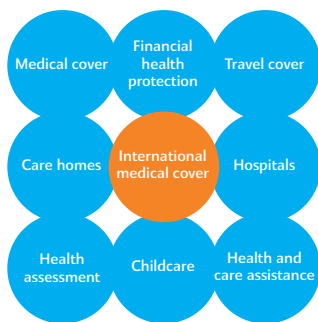 Medical cover
Financial
health
protection
Travel cover
Care homes
International
medical cover
Hospitals
Health
assessment
Childcare
Health and
care assistance